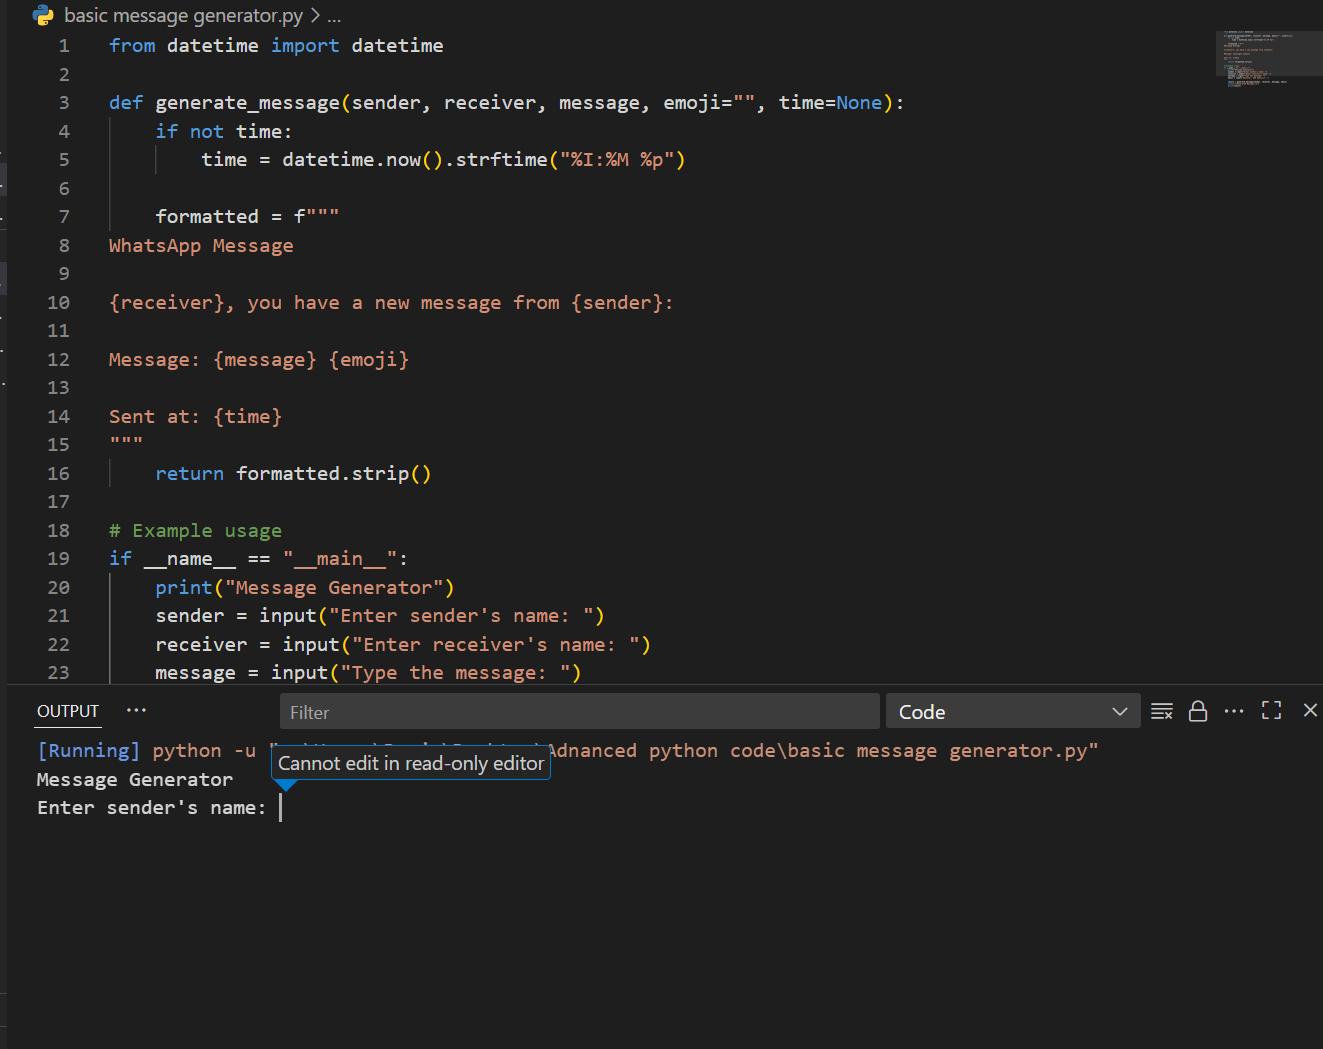 basic message generator.py > ...
1 from datetime import datetime
2
3 def generate_message(sender, receiver, message, emoji="", time=None):
4 if not time:
5 time = datetime.now().strftime("%I:%M %p")
6
7 formatted = f"""
8 WhatsApp Message
9
10 {receiver}, you have a new message from {sender}:
11
12 Message: {message} {emoji}
13
14 Sent at: {time}
15 """
16 return formatted.strip()
17
18 # Example usage
19 if __name__ == "__main__":
20 print("Message Generator")
21 sender = input("Enter sender's name: ")
22 receiver = input("Enter receiver's name: ")
23 message = input("Type the message: ")
OUTPUT ... Filter Code
[Running] python -u "Adnanced python code\basic message generator.py"
Cannot edit in read-only editor
Message Generator
Enter sender's name: